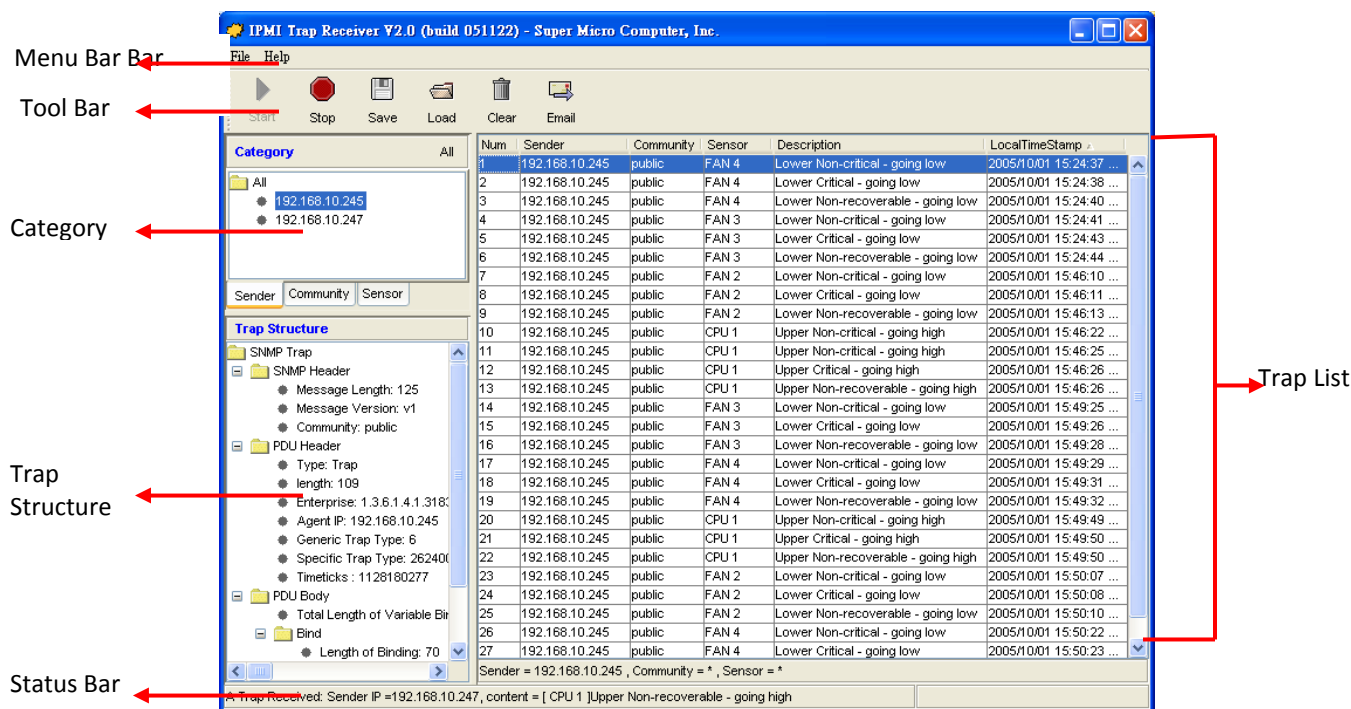 IPMI Trap Receiver V2.0 (build 051122) - Super Micro Computer, Inc.
Menu Bar Bar
File Help
Tool Bar
Start Stop Save Load Clear Email
Category All
All
192.168.10.245
192.168.10.247
Category
Sender Community Sensor
Trap Structure
SNMP Trap
SNMP Header
Message Length: 125
Message Version: v1
Community: public
PDU Header
Type: Trap
length: 109
Enterprise: 1.3.6.1.4.1.3183
Agent IP: 192.168.10.245
Generic Trap Type: 6
Specific Trap Type: 262400
Timeticks : 1128180277
PDU Body
Total Length of Variable Bin
Bind
Length of Binding: 70
Trap
Structure
Num Sender Community Sensor Description LocalTimeStamp
1 192.168.10.245 public FAN 4 Lower Non-critical - going low 2005/10/01 15:24:37 ...
2 192.168.10.245 public FAN 4 Lower Critical - going low 2005/10/01 15:24:38 ...
3 192.168.10.245 public FAN 4 Lower Non-recoverable - going low 2005/10/01 15:24:40 ...
4 192.168.10.245 public FAN 3 Lower Non-critical - going low 2005/10/01 15:24:41 ...
5 192.168.10.245 public FAN 3 Lower Critical - going low 2005/10/01 15:24:43 ...
6 192.168.10.245 public FAN 3 Lower Non-recoverable - going low 2005/10/01 15:24:44 ...
7 192.168.10.245 public FAN 2 Lower Non-critical - going low 2005/10/01 15:46:10 ...
8 192.168.10.245 public FAN 2 Lower Critical - going low 2005/10/01 15:46:11 ...
9 192.168.10.245 public FAN 2 Lower Non-recoverable - going low 2005/10/01 15:46:13 ...
10 192.168.10.245 public CPU 1 Upper Non-critical - going high 2005/10/01 15:46:22 ...
11 192.168.10.245 public CPU 1 Upper Non-critical - going high 2005/10/01 15:46:25 ...
12 192.168.10.245 public CPU 1 Upper Critical - going high 2005/10/01 15:46:26 ...
13 192.168.10.245 public CPU 1 Upper Non-recoverable - going high 2005/10/01 15:46:26 ...
14 192.168.10.245 public FAN 3 Lower Non-critical - going low 2005/10/01 15:49:25 ...
15 192.168.10.245 public FAN 3 Lower Critical - going low 2005/10/01 15:49:26 ...
16 192.168.10.245 public FAN 3 Lower Non-recoverable - going low 2005/10/01 15:49:28 ...
17 192.168.10.245 public FAN 4 Lower Non-critical - going low 2005/10/01 15:49:29 ...
18 192.168.10.245 public FAN 4 Lower Critical - going low 2005/10/01 15:49:31 ...
19 192.168.10.245 public FAN 4 Lower Non-recoverable - going low 2005/10/01 15:49:32 ...
20 192.168.10.245 public CPU 1 Upper Non-critical - going high 2005/10/01 15:49:49 ...
21 192.168.10.245 public CPU 1 Upper Critical - going high 2005/10/01 15:49:50 ...
22 192.168.10.245 public CPU 1 Upper Non-recoverable - going high 2005/10/01 15:49:50 ...
23 192.168.10.245 public FAN 2 Lower Non-critical - going low 2005/10/01 15:50:07 ...
24 192.168.10.245 public FAN 2 Lower Critical - going low 2005/10/01 15:50:08 ...
25 192.168.10.245 public FAN 2 Lower Non-recoverable - going low 2005/10/01 15:50:10 ...
26 192.168.10.245 public FAN 4 Lower Non-critical - going low 2005/10/01 15:50:22 ...
27 192.168.10.245 public FAN 4 Lower Critical - going low 2005/10/01 15:50:23 ...
Trap List
Sender = 192.168.10.245 , Community = * , Sensor = *
Status Bar
A Trap Received: Sender IP =192.168.10.247, content = [ CPU 1 ]Upper Non-recoverable - going high